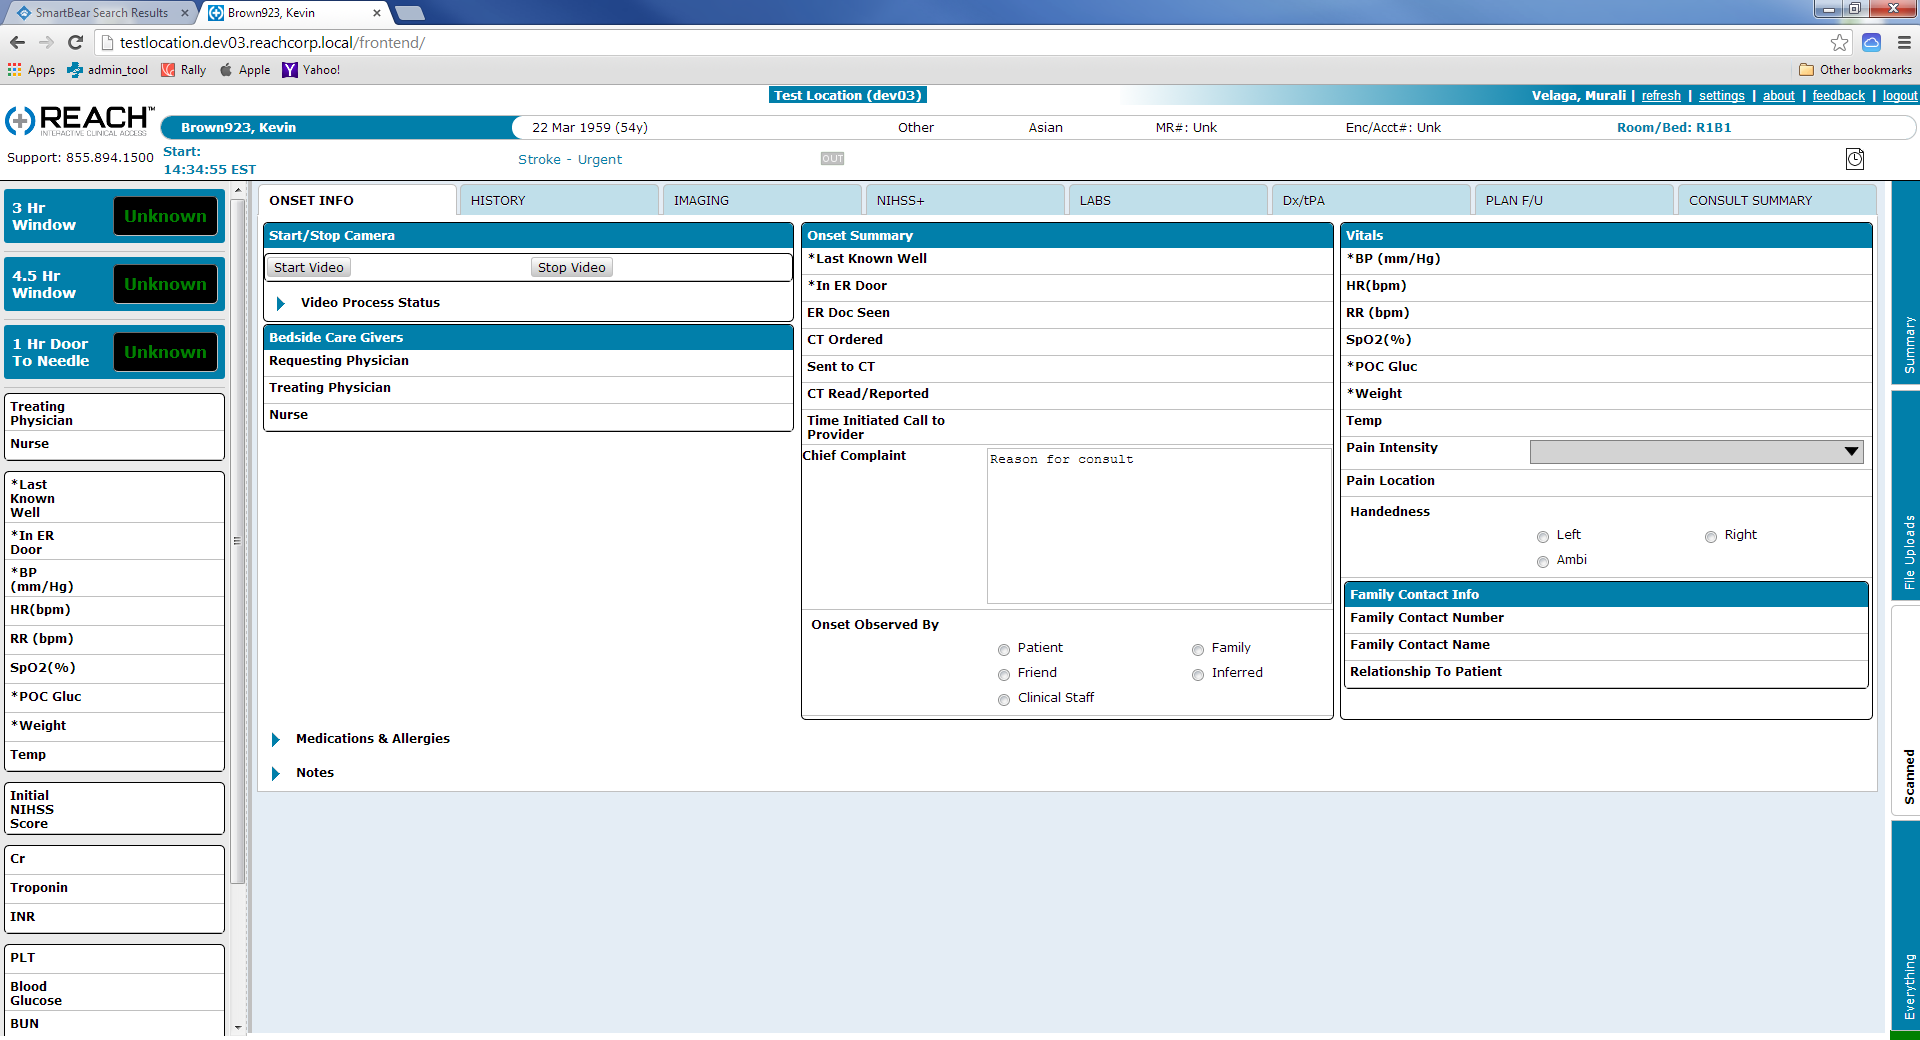 SmartBear Search Results
Brown923, Kevin
testlocation.dev03.reachcorp.local/frontend/
Apps
admin_tool
Rally
Apple
Yahoo!
Other bookmarks
REACH™
INTERACTIVE CLINICAL ACCESS
Support: 855.894.1500
Test Location (dev03)
Velaga, Murali | refresh | settings | about | feedback | logout
Brown923, Kevin
22 Mar 1959 (54y)
Other
Asian
MR#: Unk
Enc/Acct#: Unk
Room/Bed: R1B1
Start:
14:34:55 EST
Stroke - Urgent
OUT
3 Hr
Window
Unknown
4.5 Hr
Window
Unknown
1 Hr Door
To Needle
Unknown
Treating
Physician
Nurse
*Last
Known
Well
*In ER
Door
*BP
(mm/Hg)
HR(bpm)
RR (bpm)
SpO2(%)
*POC Gluc
*Weight
Temp
Initial
NIHSS
Score
Cr
Troponin
INR
PLT
Blood
Glucose
BUN
ONSET INFO
HISTORY
IMAGING
NIHSS+
LABS
Dx/tPA
PLAN F/U
CONSULT SUMMARY
Start/Stop Camera
Start Video
Stop Video
Video Process Status
Bedside Care Givers
Requesting Physician
Treating Physician
Nurse
Onset Summary
*Last Known Well
*In ER Door
ER Doc Seen
CT Ordered
Sent to CT
CT Read/Reported
Time Initiated Call to
Provider
Chief Complaint
Reason for consult
Onset Observed By
Patient
Family
Friend
Inferred
Clinical Staff
Vitals
*BP (mm/Hg)
HR(bpm)
RR (bpm)
SpO2(%)
*POC Gluc
*Weight
Temp
Pain Intensity
Pain Location
Handedness
Left
Right
Ambi
Family Contact Info
Family Contact Number
Family Contact Name
Relationship To Patient
Medications & Allergies
Notes
Summary
File Uploads
Scanned
Everything